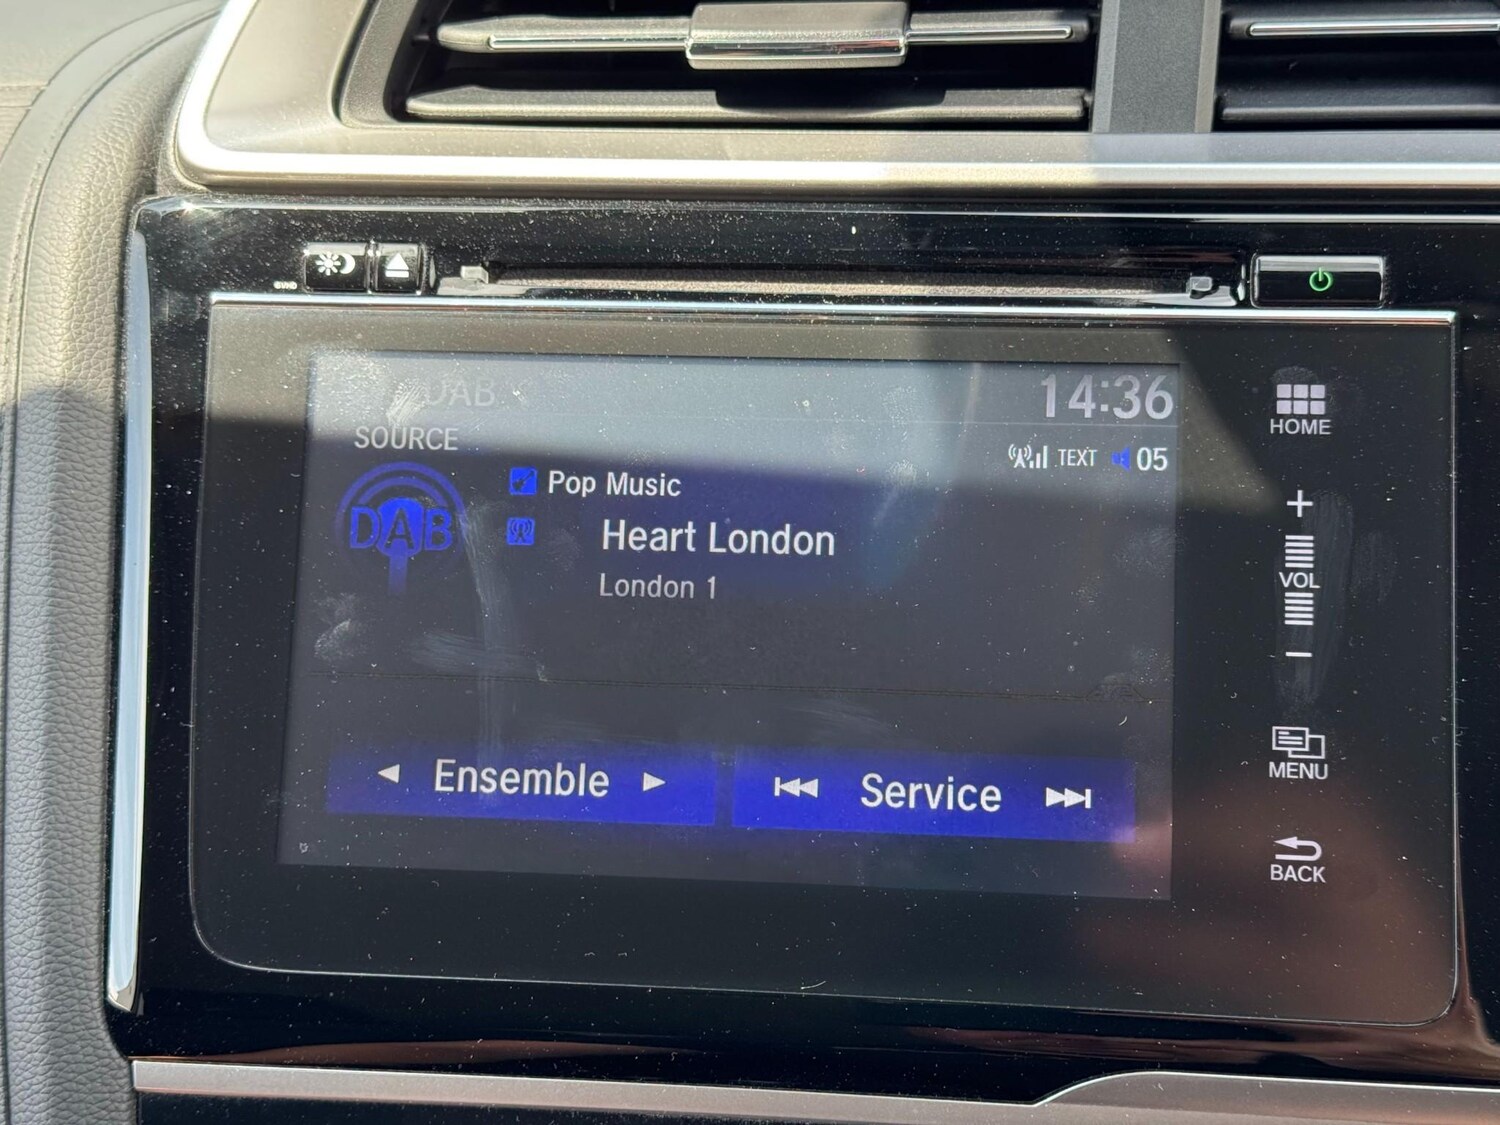 DAB
14:36
SOURCE
TEXT 05
HOME
Pop Music
DAB
Heart London
London 1
+
VOL
−
Ensemble
Service
MENU
BACK